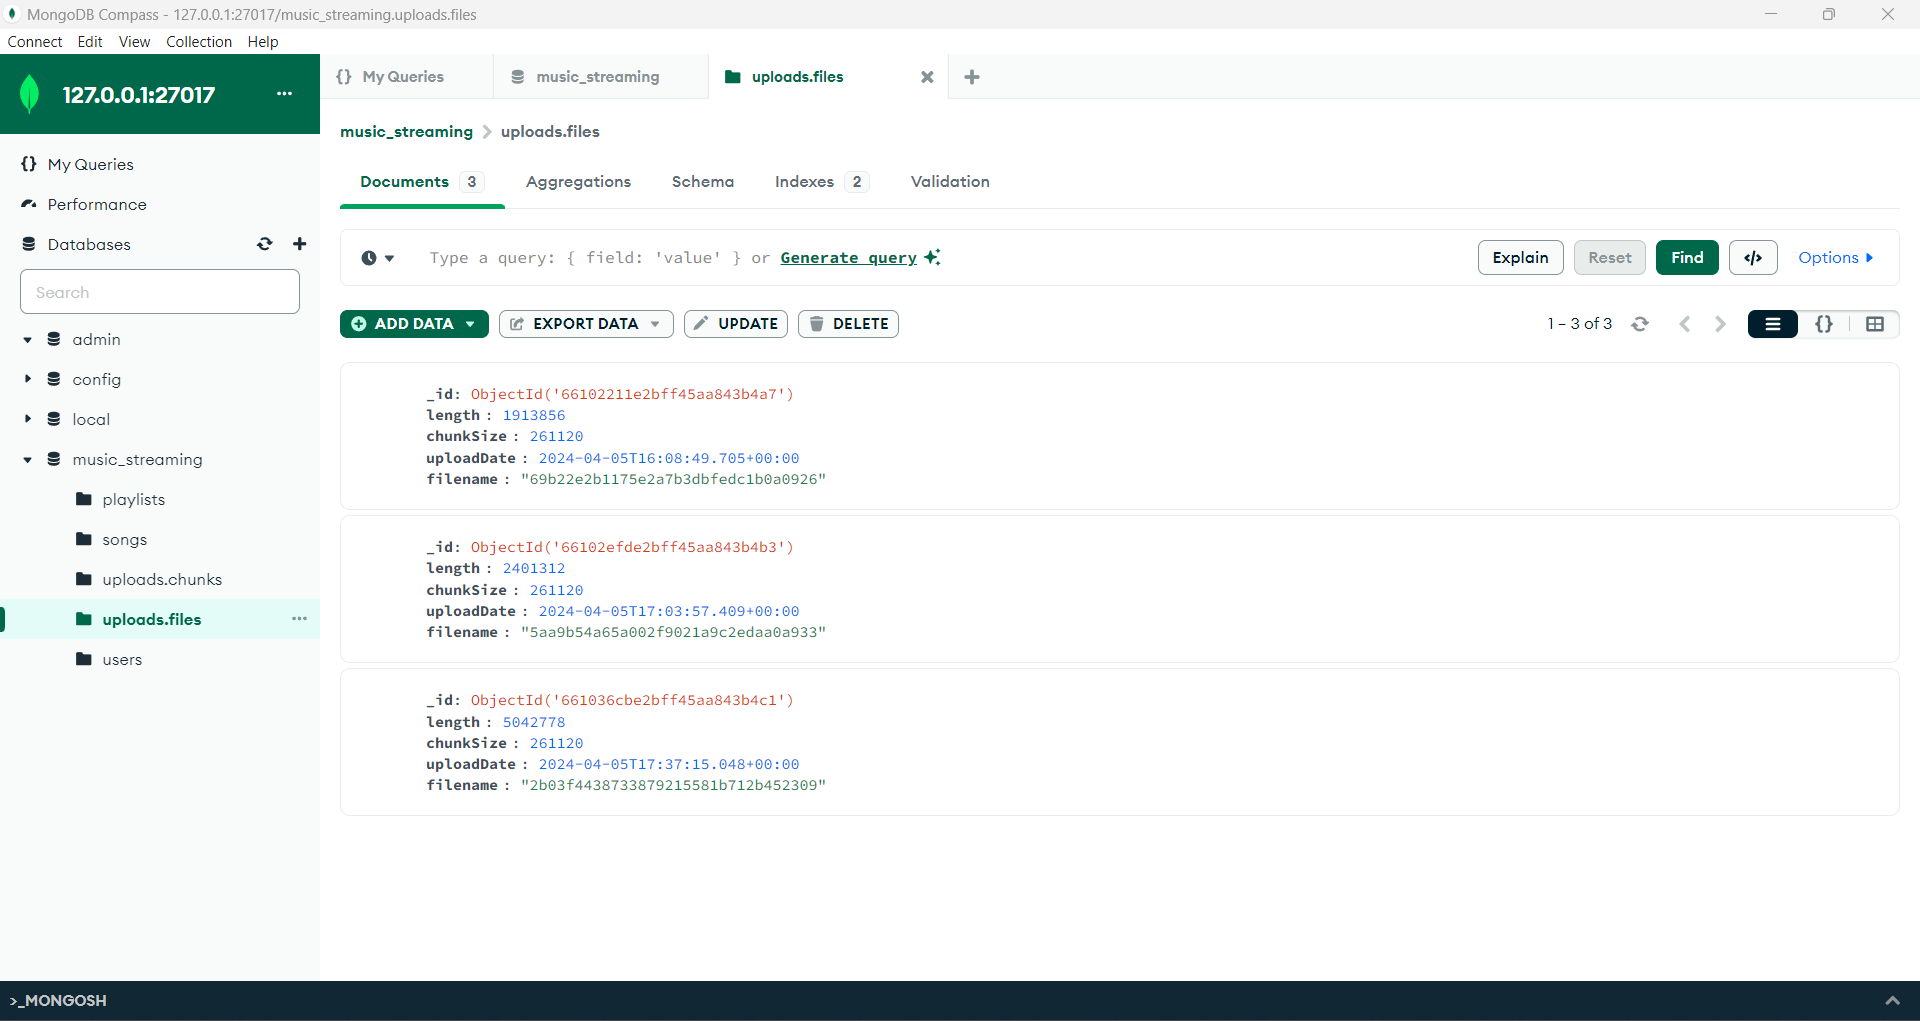 MongoDB Compass - 127.0.0.1:27017/music_streaming.uploads.files
Connect Edit View Collection Help
127.0.0.1:27017
My Queries
Performance
Databases
Search
admin
config
local
music_streaming
playlists
songs
uploads.chunks
uploads.files
users
My Queries music_streaming uploads.files
music_streaming > uploads.files
Documents 3 Aggregations Schema Indexes 2 Validation
Type a query: { field: 'value' } or Generate query
Explain Reset Find </> Options
ADD DATA EXPORT DATA UPDATE DELETE 1 – 3 of 3 {}
_id: ObjectId('66102211e2bff45aa843b4a7')
length : 1913856
chunkSize : 261120
uploadDate : 2024-04-05T16:08:49.705+00:00
filename : "69b22e2b1175e2a7b3dbfedc1b0a0926"
_id: ObjectId('66102efde2bff45aa843b4b3')
length : 2401312
chunkSize : 261120
uploadDate : 2024-04-05T17:03:57.409+00:00
filename : "5aa9b54a65a002f9021a9c2edaa0a933"
_id: ObjectId('661036cbe2bff45aa843b4c1')
length : 5042778
chunkSize : 261120
uploadDate : 2024-04-05T17:37:15.048+00:00
filename : "2b03f4438733879215581b712b452309"
>_MONGOSH